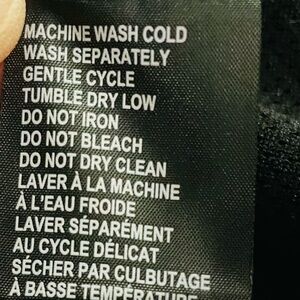 MACHINE WASH COLD
WASH SEPARATELY
GENTLE CYCLE
TUMBLE DRY LOW
DO NOT IRON
DO NOT BLEACH
DO NOT DRY CLEAN
LAVER À LA MACHINE
À L'EAU FROIDE
LAVER SÉPARÉMENT
AU CYCLE DÉLICAT
SÉCHER PAR CULBUTAGE
À BASSE TEMPÉRATURE